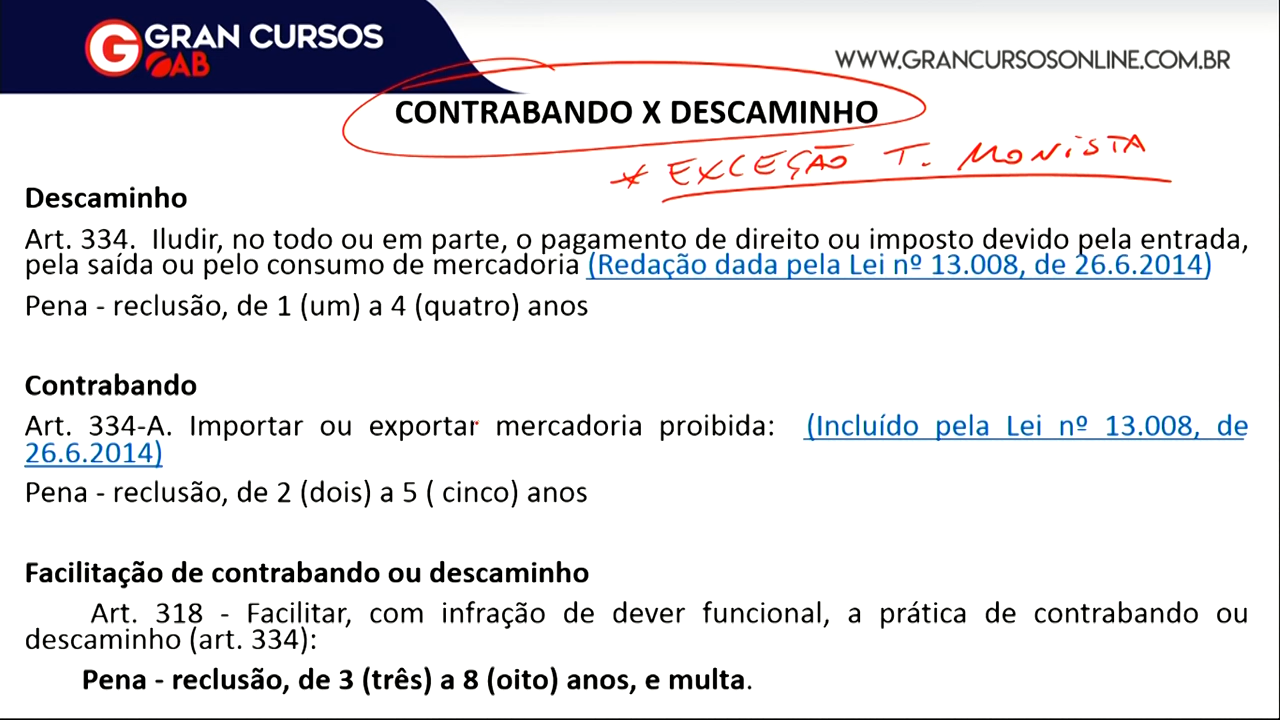 GRAN CURSOS
OAB
WWW.GRANCURSOSONLINE.COM.BR
CONTRABANDO X DESCAMINHO
* EXCEÇÃO T. MONISTA
Descaminho
Art. 334. Iludir, no todo ou em parte, o pagamento de direito ou imposto devido pela entrada,
pela saída ou pelo consumo de mercadoria (Redação dada pela Lei nº 13.008, de 26.6.2014)
Pena - reclusão, de 1 (um) a 4 (quatro) anos
Contrabando
Art. 334-A. Importar ou exportar mercadoria proibida: (Incluído pela Lei nº 13.008, de
26.6.2014)
Pena - reclusão, de 2 (dois) a 5 ( cinco) anos
Facilitação de contrabando ou descaminho
Art. 318 - Facilitar, com infração de dever funcional, a prática de contrabando ou
descaminho (art. 334):
Pena - reclusão, de 3 (três) a 8 (oito) anos, e multa.